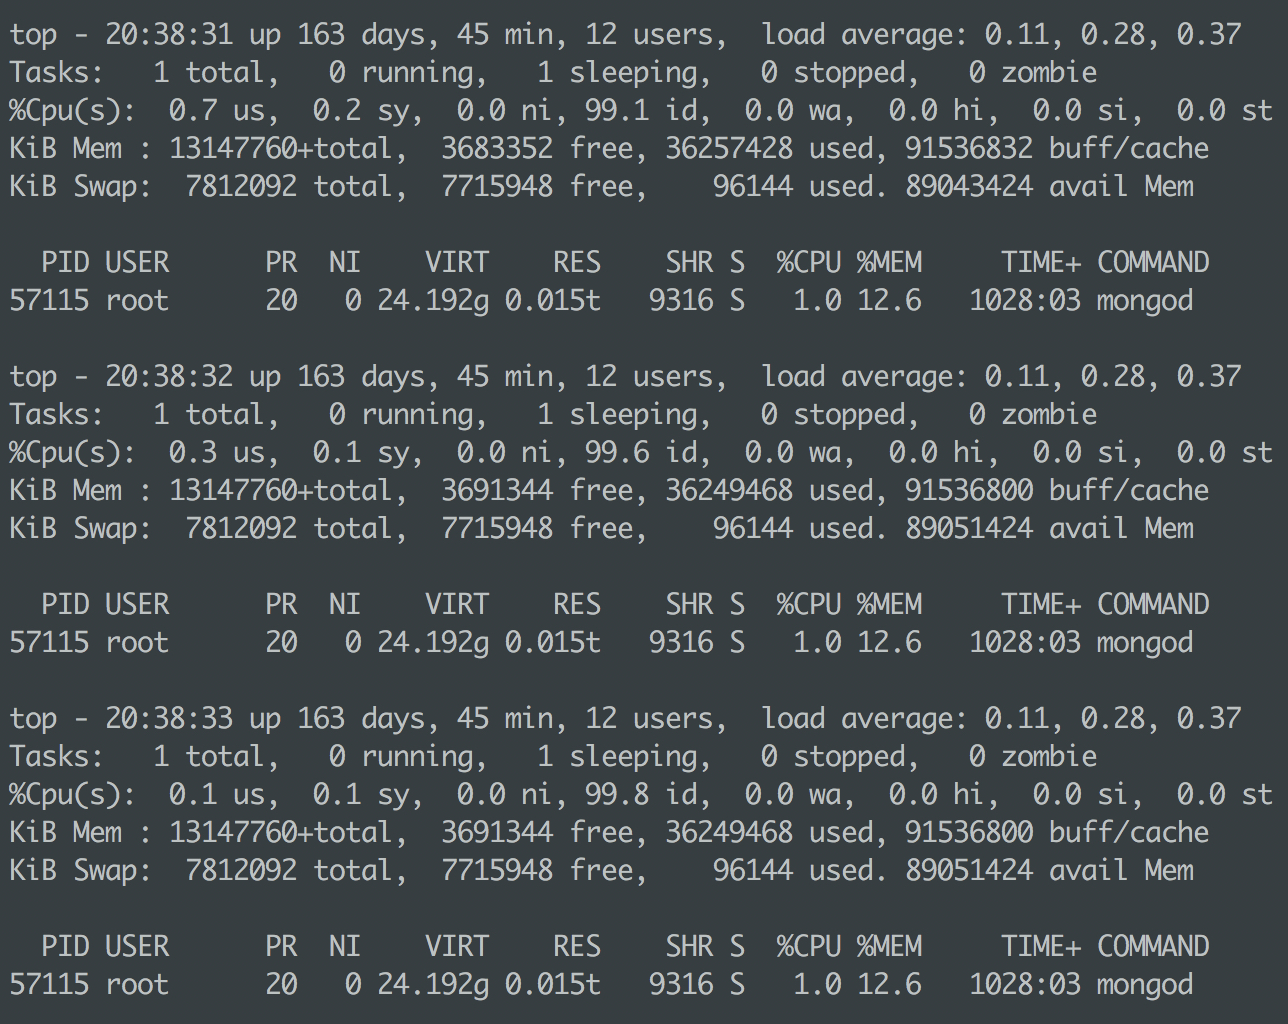 top - 20:38:31 up 163 days, 45 min, 12 users,  load average: 0.11, 0.28, 0.37
Tasks:   1 total,   0 running,   1 sleeping,   0 stopped,   0 zombie
%Cpu(s):  0.7 us,  0.2 sy,  0.0 ni, 99.1 id,  0.0 wa,  0.0 hi,  0.0 si,  0.0 st
KiB Mem : 13147760+total,  3683352 free, 36257428 used, 91536832 buff/cache
KiB Swap:  7812092 total,  7715948 free,    96144 used. 89043424 avail Mem
  PID USER      PR  NI    VIRT    RES    SHR S  %CPU %MEM     TIME+ COMMAND
57115 root      20   0 24.192g 0.015t   9316 S   1.0 12.6   1028:03 mongod
top - 20:38:32 up 163 days, 45 min, 12 users,  load average: 0.11, 0.28, 0.37
Tasks:   1 total,   0 running,   1 sleeping,   0 stopped,   0 zombie
%Cpu(s):  0.3 us,  0.1 sy,  0.0 ni, 99.6 id,  0.0 wa,  0.0 hi,  0.0 si,  0.0 st
KiB Mem : 13147760+total,  3691344 free, 36249468 used, 91536800 buff/cache
KiB Swap:  7812092 total,  7715948 free,    96144 used. 89051424 avail Mem
  PID USER      PR  NI    VIRT    RES    SHR S  %CPU %MEM     TIME+ COMMAND
57115 root      20   0 24.192g 0.015t   9316 S   1.0 12.6   1028:03 mongod
top - 20:38:33 up 163 days, 45 min, 12 users,  load average: 0.11, 0.28, 0.37
Tasks:   1 total,   0 running,   1 sleeping,   0 stopped,   0 zombie
%Cpu(s):  0.1 us,  0.1 sy,  0.0 ni, 99.8 id,  0.0 wa,  0.0 hi,  0.0 si,  0.0 st
KiB Mem : 13147760+total,  3691344 free, 36249468 used, 91536800 buff/cache
KiB Swap:  7812092 total,  7715948 free,    96144 used. 89051424 avail Mem
  PID USER      PR  NI    VIRT    RES    SHR S  %CPU %MEM     TIME+ COMMAND
57115 root      20   0 24.192g 0.015t   9316 S   1.0 12.6   1028:03 mongod